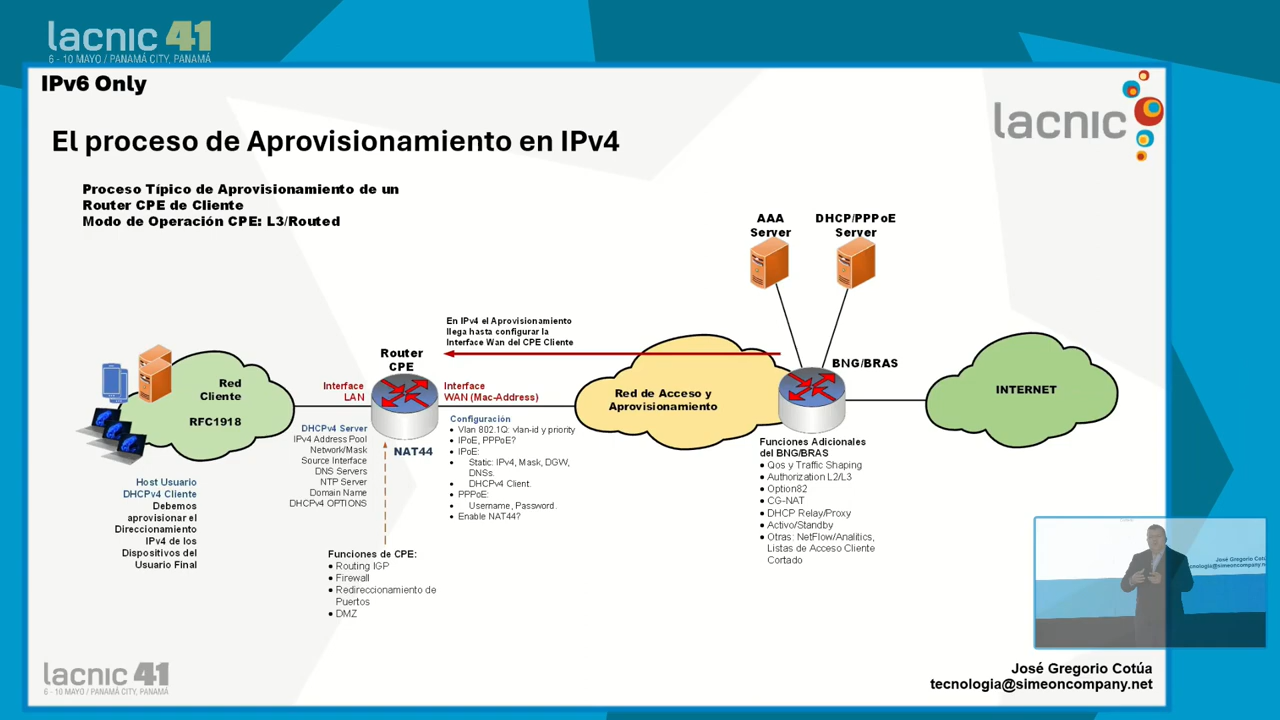 lacnic 41
6 - 10 MAYO / PANAMÁ CITY, PANAMÁ
IPv6 Only
lacnic
El proceso de Aprovisionamiento en IPv4
Proceso Típico de Aprovisionamiento de un
Router CPE de Cliente
Modo de Operación CPE: L3/Routed
AAA
Server
DHCP/PPPoE
Server
En IPv4 el Aprovisionamiento
llega hasta configurar la
Interface Wan del CPE Cliente
Router
CPE
BNG/BRAS
Red
Cliente
RFC1918
Interface
LAN
Interface
WAN (Mac-Address)
Red de Acceso y
Aprovisionamiento
INTERNET
NAT44
DHCPv4 Server
IPv4 Address Pool
Network/Mask
Source Interface
DNS Servers
NTP Server
Domain Name
DHCPv4 OPTIONS
Configuración
• Vlan 802.1Q: vlan-id y priority
• IPoE, PPPoE?
• IPoE:
• Static: IPv4, Mask, DGW,
DNSs.
• DHCPv4 Client.
• PPPoE:
• Username, Password.
• Enable NAT44?
Funciones Adicionales
del BNG/BRAS
• Qos y Traffic Shaping
• Authorization L2/L3
• Option82
• CG-NAT
• DHCP Relay/Proxy
• Activo/Standby
• Otras: NetFlow/Analitics,
Listas de Acceso Cliente
Cortado
Host Usuario
DHCPv4 Cliente
Debemos
aprovisionar el
Direccionamiento
IPv4 de los
Dispositivos del
Usuario Final
Funciones de CPE:
• Routing IGP
• Firewall
• Redireccionamiento de
Puertos
• DMZ
José Gregorio Cotúa
tecnologia@simeoncompany.net
lacnic 41
6 - 10 MAYO / PANAMÁ CITY, PANAMÁ
José Gregorio Cotúa
tecnologia@simeoncompany.net